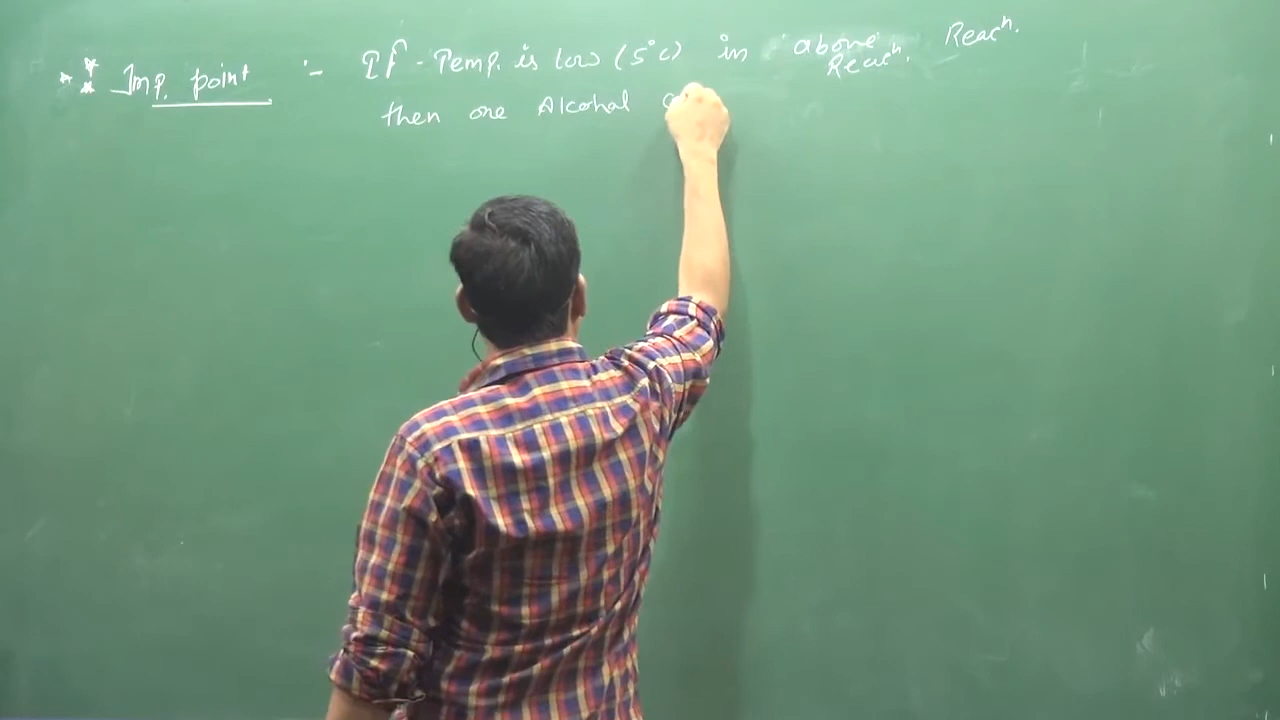 Imp. point :- If Temp. is low (5°C) in above Reacⁿ. Reacⁿ.
then one Alcohal